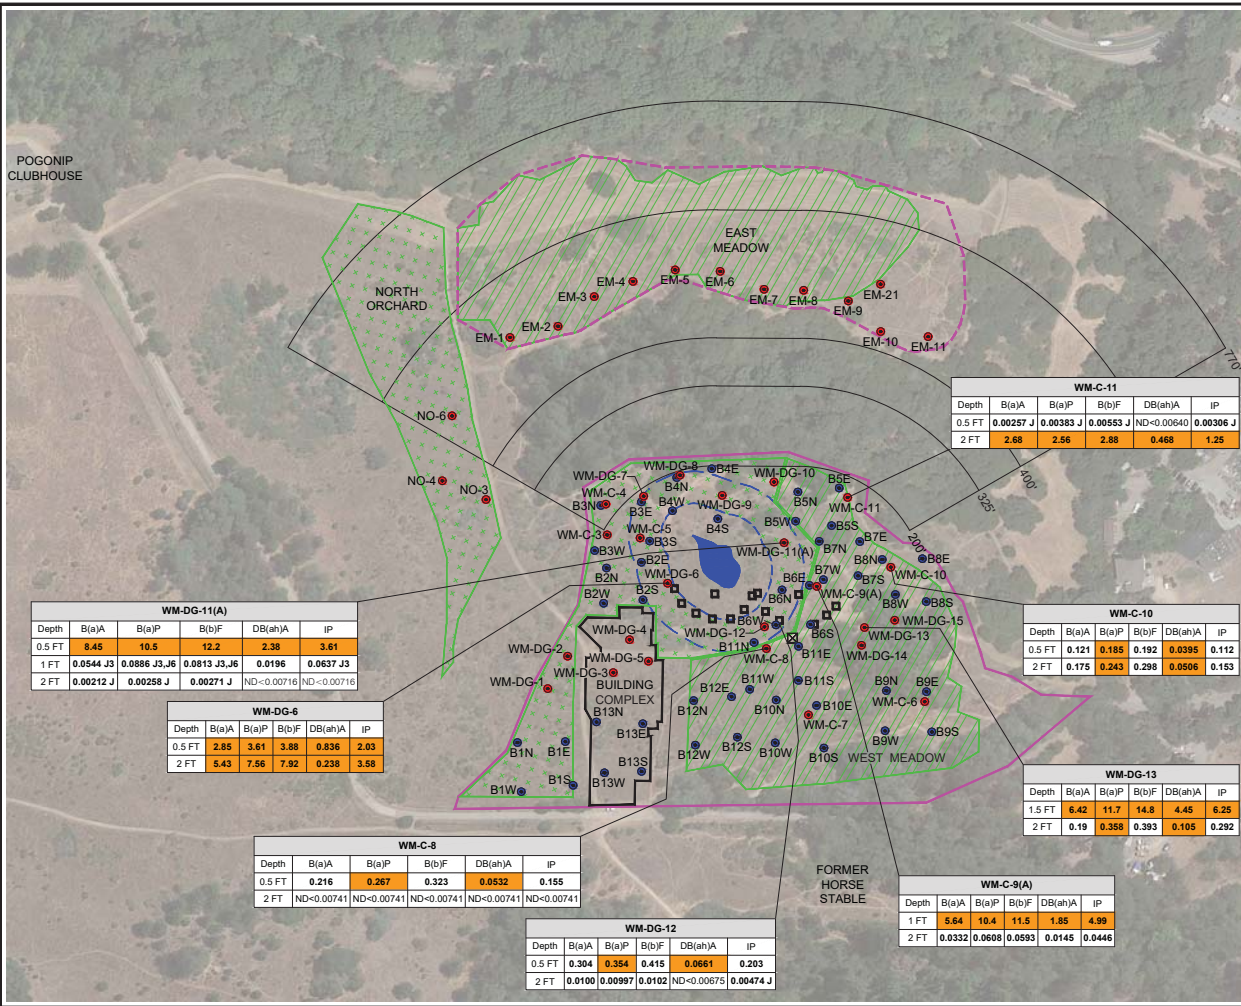 POGONIP
CLUBHOUSE
EAST
MEADOW
NORTH
ORCHARD
EM-1
EM-2
EM-3
EM-4
EM-5
EM-6
EM-7
EM-8
EM-9
EM-21
EM-10
EM-11
770'
400'
325'
200'
NO-6
NO-4
NO-3
WM-C-11
Depth B(a)A B(a)P B(b)F DB(ah)A IP
0.5 FT 0.00257 J 0.00383 J 0.00553 J ND<0.00640 0.00306 J
2 FT 2.68 2.56 2.88 0.468 1.25
WM-DG-7
WM-DG-8
B4E
B4N
WM-DG-10
B5E
WM-C-4
B3N
B3E
B4W
WM-DG-9
B5N
WM-C-11
B4S
B5W
B5S
WM-C-3
WM-C-5
B3S
WM-DG-11(A)
B7N
B7E
B3W
B2E
B8N
B8E
B2N
WM-DG-6
B6E
B7W
B7S
WM-C-10
B2W
B2S
B6N
WM-C-9(A)
B8W
B8S
B6W
B6S
WM-DG-15
WM-DG-4
WM-DG-12
WM-DG-13
B11N
B11E
WM-DG-14
WM-DG-2
WM-DG-5
WM-C-8
WM-DG-3
WM-DG-1
BUILDING
COMPLEX
B11W
B11S
B9N
B9E
B12E
B12N
B10N
B10E
WM-C-6
B13N
WM-C-7
B13E
B9W
B9S
B1N
B1E
B12W
B12S
B10W
B10S
WEST MEADOW
B13S
B13W
B1S
B1W
WM-DG-11(A)
Depth B(a)A B(a)P B(b)F DB(ah)A IP
0.5 FT 8.45 10.5 12.2 2.38 3.61
1 FT 0.0544 J3 0.0886 J3,J6 0.0813 J3,J6 0.0196 0.0637 J3
2 FT 0.00212 J 0.00258 J 0.00271 J ND<0.00716 ND<0.00716
WM-C-10
Depth B(a)A B(a)P B(b)F DB(ah)A IP
0.5 FT 0.121 0.185 0.192 0.0395 0.112
2 FT 0.175 0.243 0.298 0.0506 0.153
WM-DG-6
Depth B(a)A B(a)P B(b)F DB(ah)A IP
0.5 FT 2.85 3.61 3.88 0.836 2.03
2 FT 5.43 7.56 7.92 0.238 3.58
WM-DG-13
Depth B(a)A B(a)P B(b)F DB(ah)A IP
1.5 FT 6.42 11.7 14.8 4.45 6.25
2 FT 0.19 0.358 0.393 0.105 0.292
WM-C-8
Depth B(a)A B(a)P B(b)F DB(ah)A IP
0.5 FT 0.216 0.267 0.323 0.0532 0.155
2 FT ND<0.00741 ND<0.00741 ND<0.00741 ND<0.00741 ND<0.00741
FORMER
HORSE
STABLE
WM-C-9(A)
Depth B(a)A B(a)P B(b)F DB(ah)A IP
1 FT 5.64 10.4 11.5 1.85 4.99
2 FT 0.0332 0.0608 0.0593 0.0145 0.0446
WM-DG-12
Depth B(a)A B(a)P B(b)F DB(ah)A IP
0.5 FT 0.304 0.354 0.415 0.0661 0.203
2 FT 0.0100 0.00997 0.0102 ND<0.00675 0.00474 J